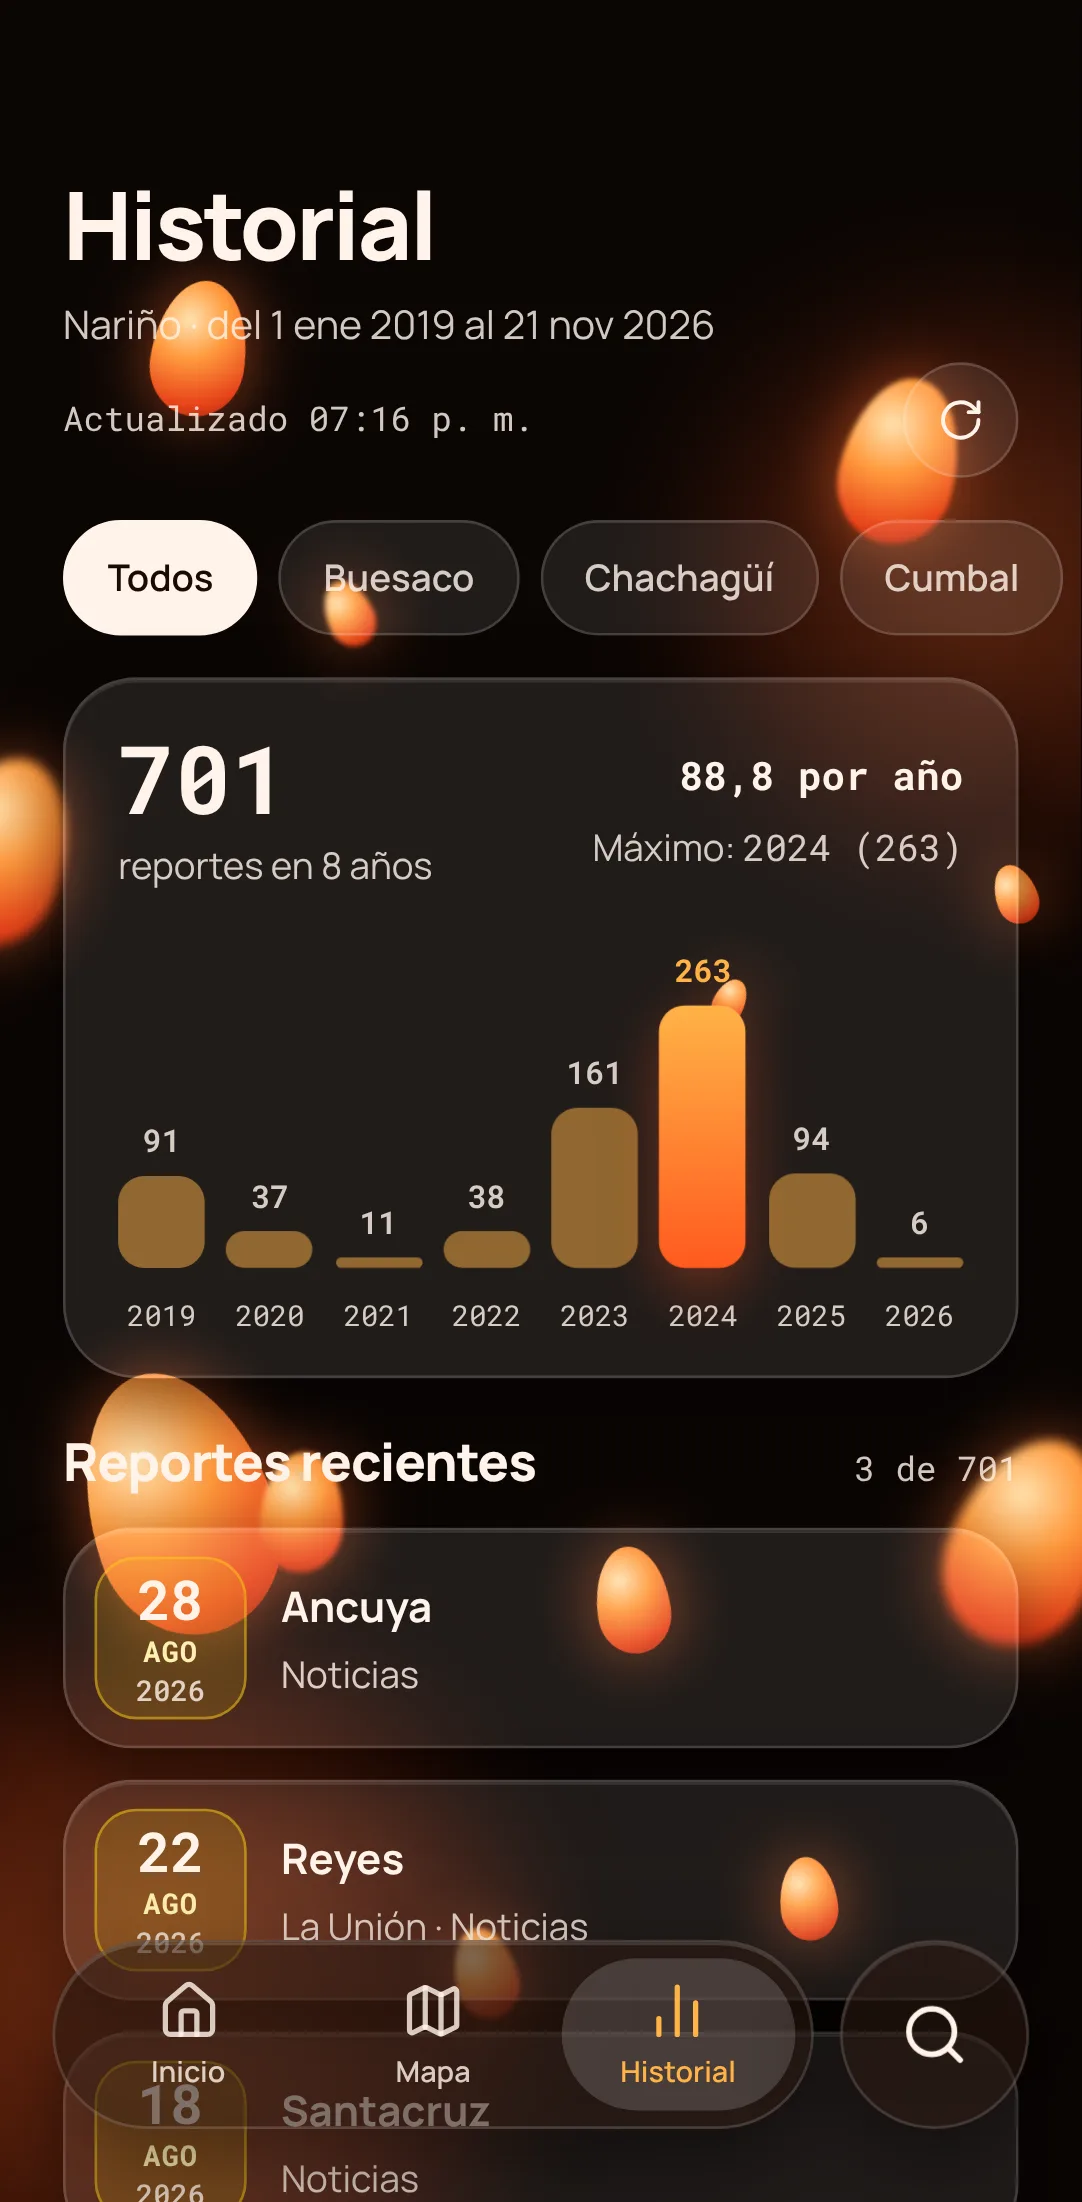 Historial
Nariño · del 1 ene 2019 al 21 nov 2026
Actualizado 07:16 p. m.
Todos
Buesaco
Chachagüí
Cumbal
701
reportes en 8 años
88,8 por año
Máximo: 2024 (263)
263
161
91
94
37
38
11
6
2019
2020
2021
2022
2023
2024
2025
2026
Reportes recientes
3 de 701
28
AGO
2026
Ancuya
Noticias
22
AGO
2026
Reyes
La Unión · Noticias
Inicio
Mapa
Historial
18
AGO
2026
Santacruz
Noticias